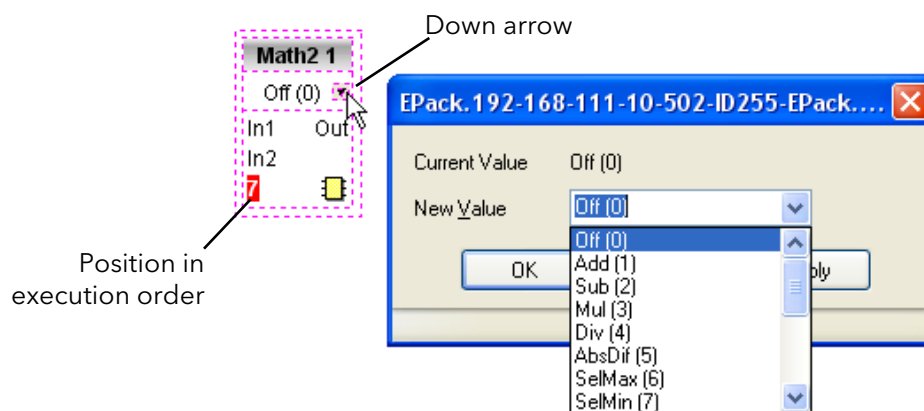 Down arrow
Math2 1
Off (0)
In1 Out
In2
7
Position in
execution order
EPack.192-168-111-10-502-ID255-EPack....
Current Value Off (0)
New Value Off (0)
Off (0)
Add (1)
Sub (2)
Mul (3)
Div (4)
AbsDif (5)
SelMax (6)
SelMin (7)
OK